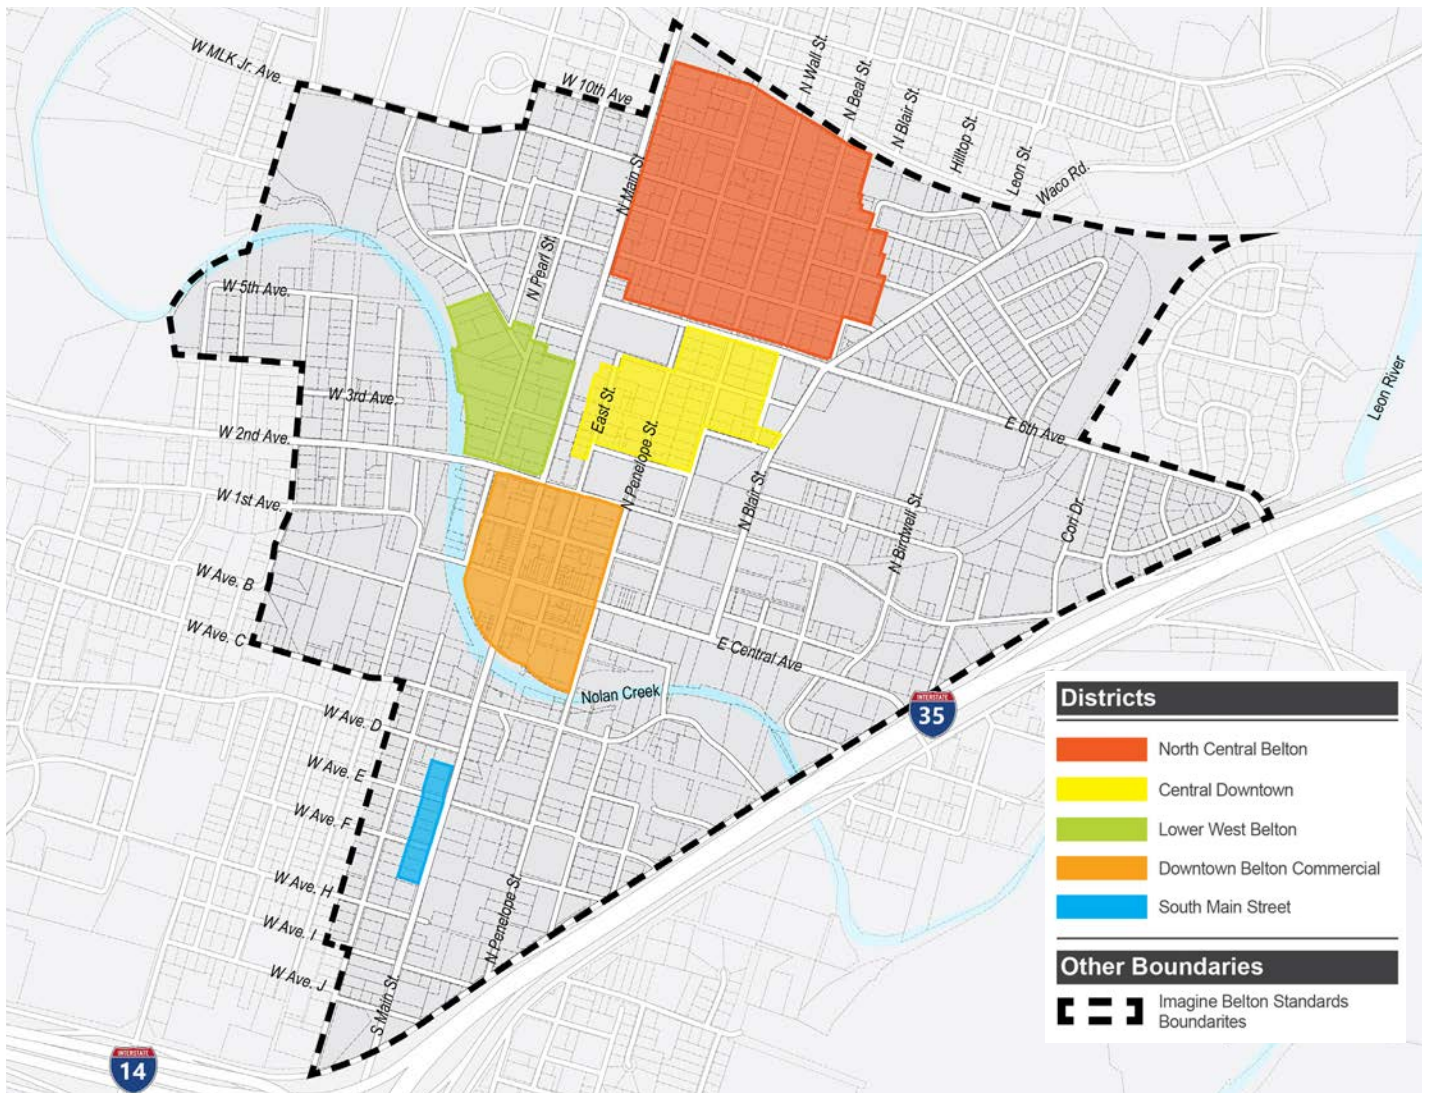 W MLK Jr. Ave.
W 10th Ave
N Wall St.
N Beal St.
N Blair St.
Hilltop St.
Leon St.
Waco Rd.
N Main St
N Pearl St.
W 5th Ave.
W 3rd Ave.
W 2nd Ave.
W 1st Ave.
W Ave. B
W Ave. C
East St.
N Penelope St.
N Blair St.
N Birdwell St.
E 6th Ave.
Cori Dr.
Leon River
E Central Ave
Nolan Creek
INTERSTATE
35
W Ave. D
W Ave. E
W Ave. F
W Ave. H
W Ave. I
W Ave. J
N Penelope St.
S Main St.
INTERSTATE
14
Districts
North Central Belton
Central Downtown
Lower West Belton
Downtown Belton Commercial
South Main Street
Other Boundaries
Imagine Belton Standards
Boundarites